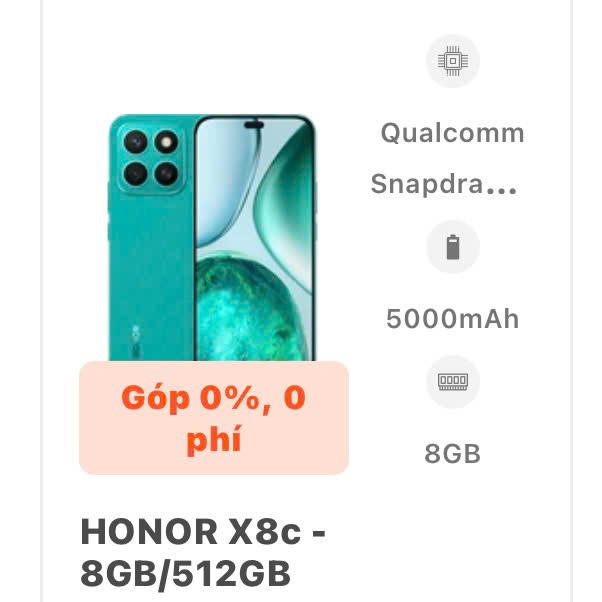 Qualcomm
Snapdra...
5000mAh
8GB
Góp 0%, 0
phí
HONOR X8c -
8GB/512GB